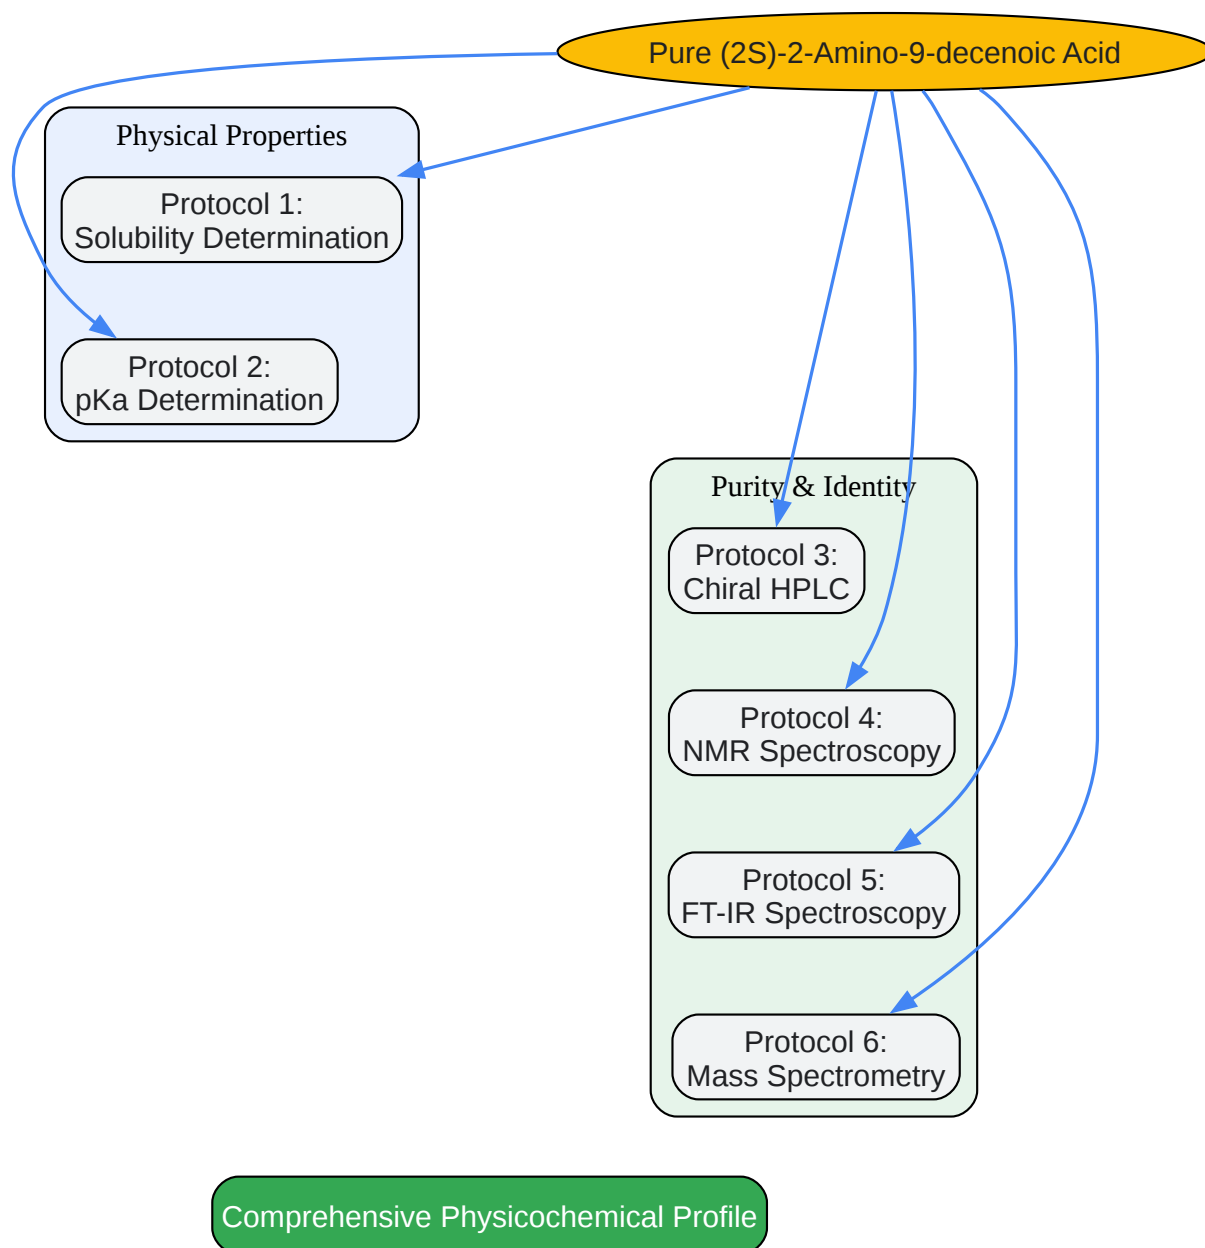 Pure (2S)-2-Amino-9-decenoic Acid
Physical Properties
Protocol 1:
Solubility Determination
Protocol 2:
pKa Determination
Purity & Identity
Protocol 3:
Chiral HPLC
Protocol 4:
NMR Spectroscopy
Protocol 5:
FT-IR Spectroscopy
Protocol 6:
Mass Spectrometry
Comprehensive Physicochemical Profile